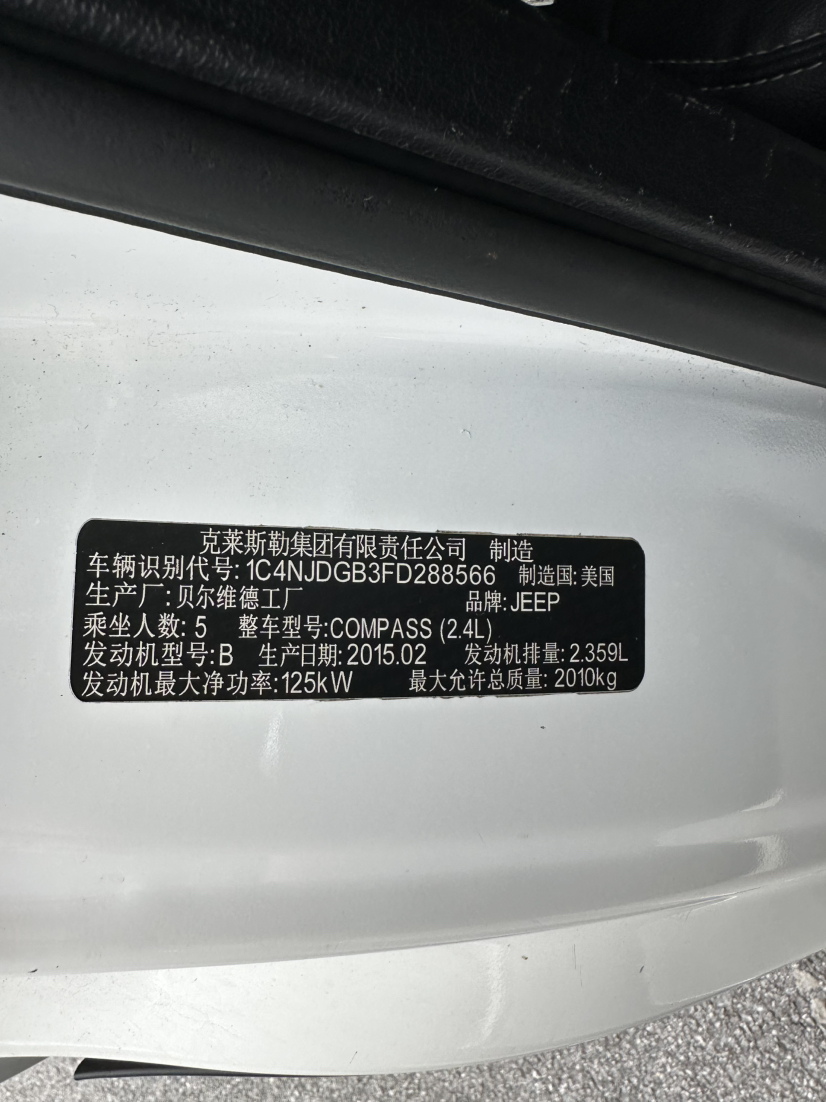 克莱斯勒集团有限责任公司 制造
车辆识别代号: 1C4NJDGB3FD288566 制造国: 美国
生产厂: 贝尔维德工厂 品牌: JEEP
乘坐人数: 5 整车型号: COMPASS (2.4L)
发动机型号: B 生产日期: 2015.02 发动机排量: 2.359L
发动机最大净功率: 125kW 最大允许总质量: 2010kg